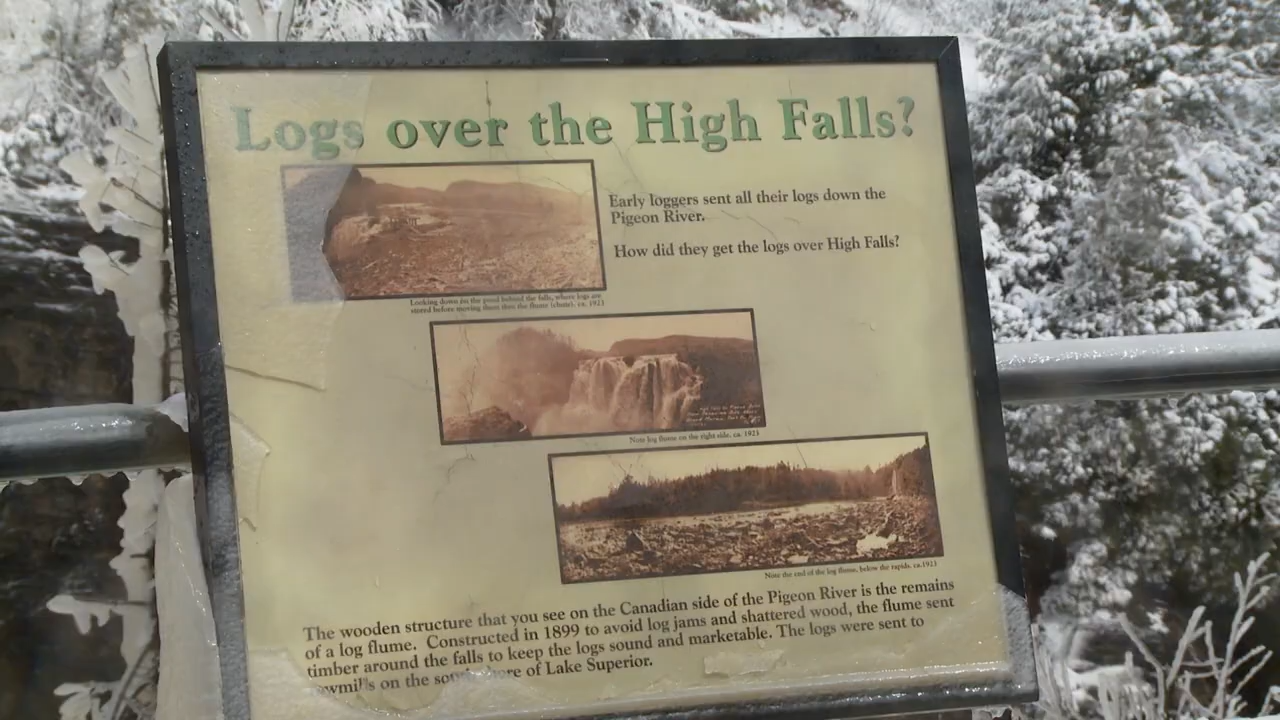 Logs over the High Falls?
Early loggers sent all their logs down the
Pigeon River.
How did they get the logs over High Falls?
Looking down on the pond behind the falls, where logs are
stored before moving them thru the flume (chute). ca. 1923
Note log flume on the right side. ca. 1923
Note the end of the log flume, below the rapids. ca.1923
The wooden structure that you see on the Canadian side of the Pigeon River is the remains
of a log flume. Constructed in 1899 to avoid log jams and shattered wood, the flume sent
timber around the falls to keep the logs sound and marketable. The logs were sent to
on the of Lake Superior.